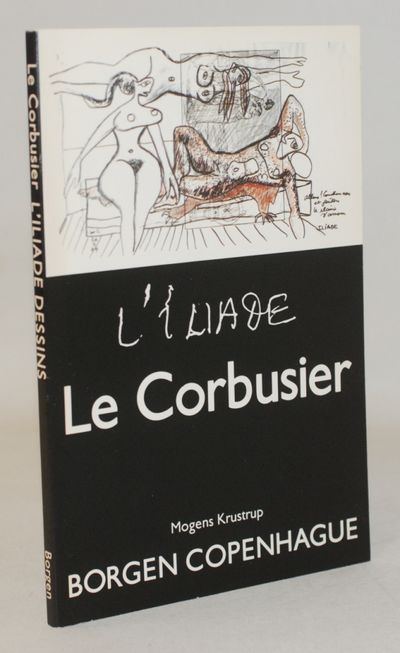 Le Corbusier L'ILIADE DESSINS
Borgen
ILIADE
L'ILIADE
Le Corbusier
Mogens Krustrup
BORGEN COPENHAGUE